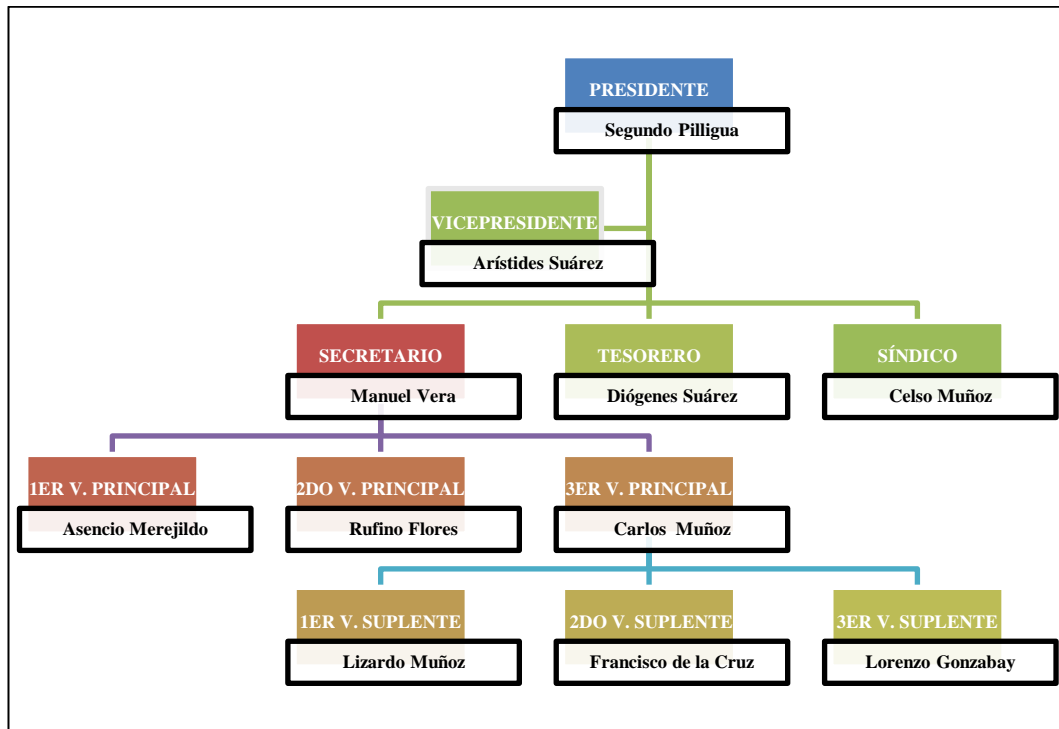 PRESIDENTE
Segundo Pilligua
VICEPRESIDENTE
Arístides Suárez
SECRETARIO
Manuel Vera
TESORERO
Diógenes Suárez
SÍNDICO
Celso Muñoz
1ER V. PRINCIPAL
Asencio Merejildo
2DO V. PRINCIPAL
Rufino Flores
3ER V. PRINCIPAL
Carlos Muñoz
1ER V. SUPLENTE
Lizardo Muñoz
2DO V. SUPLENTE
Francisco de la Cruz
3ER V. SUPLENTE
Lorenzo Gonzabay